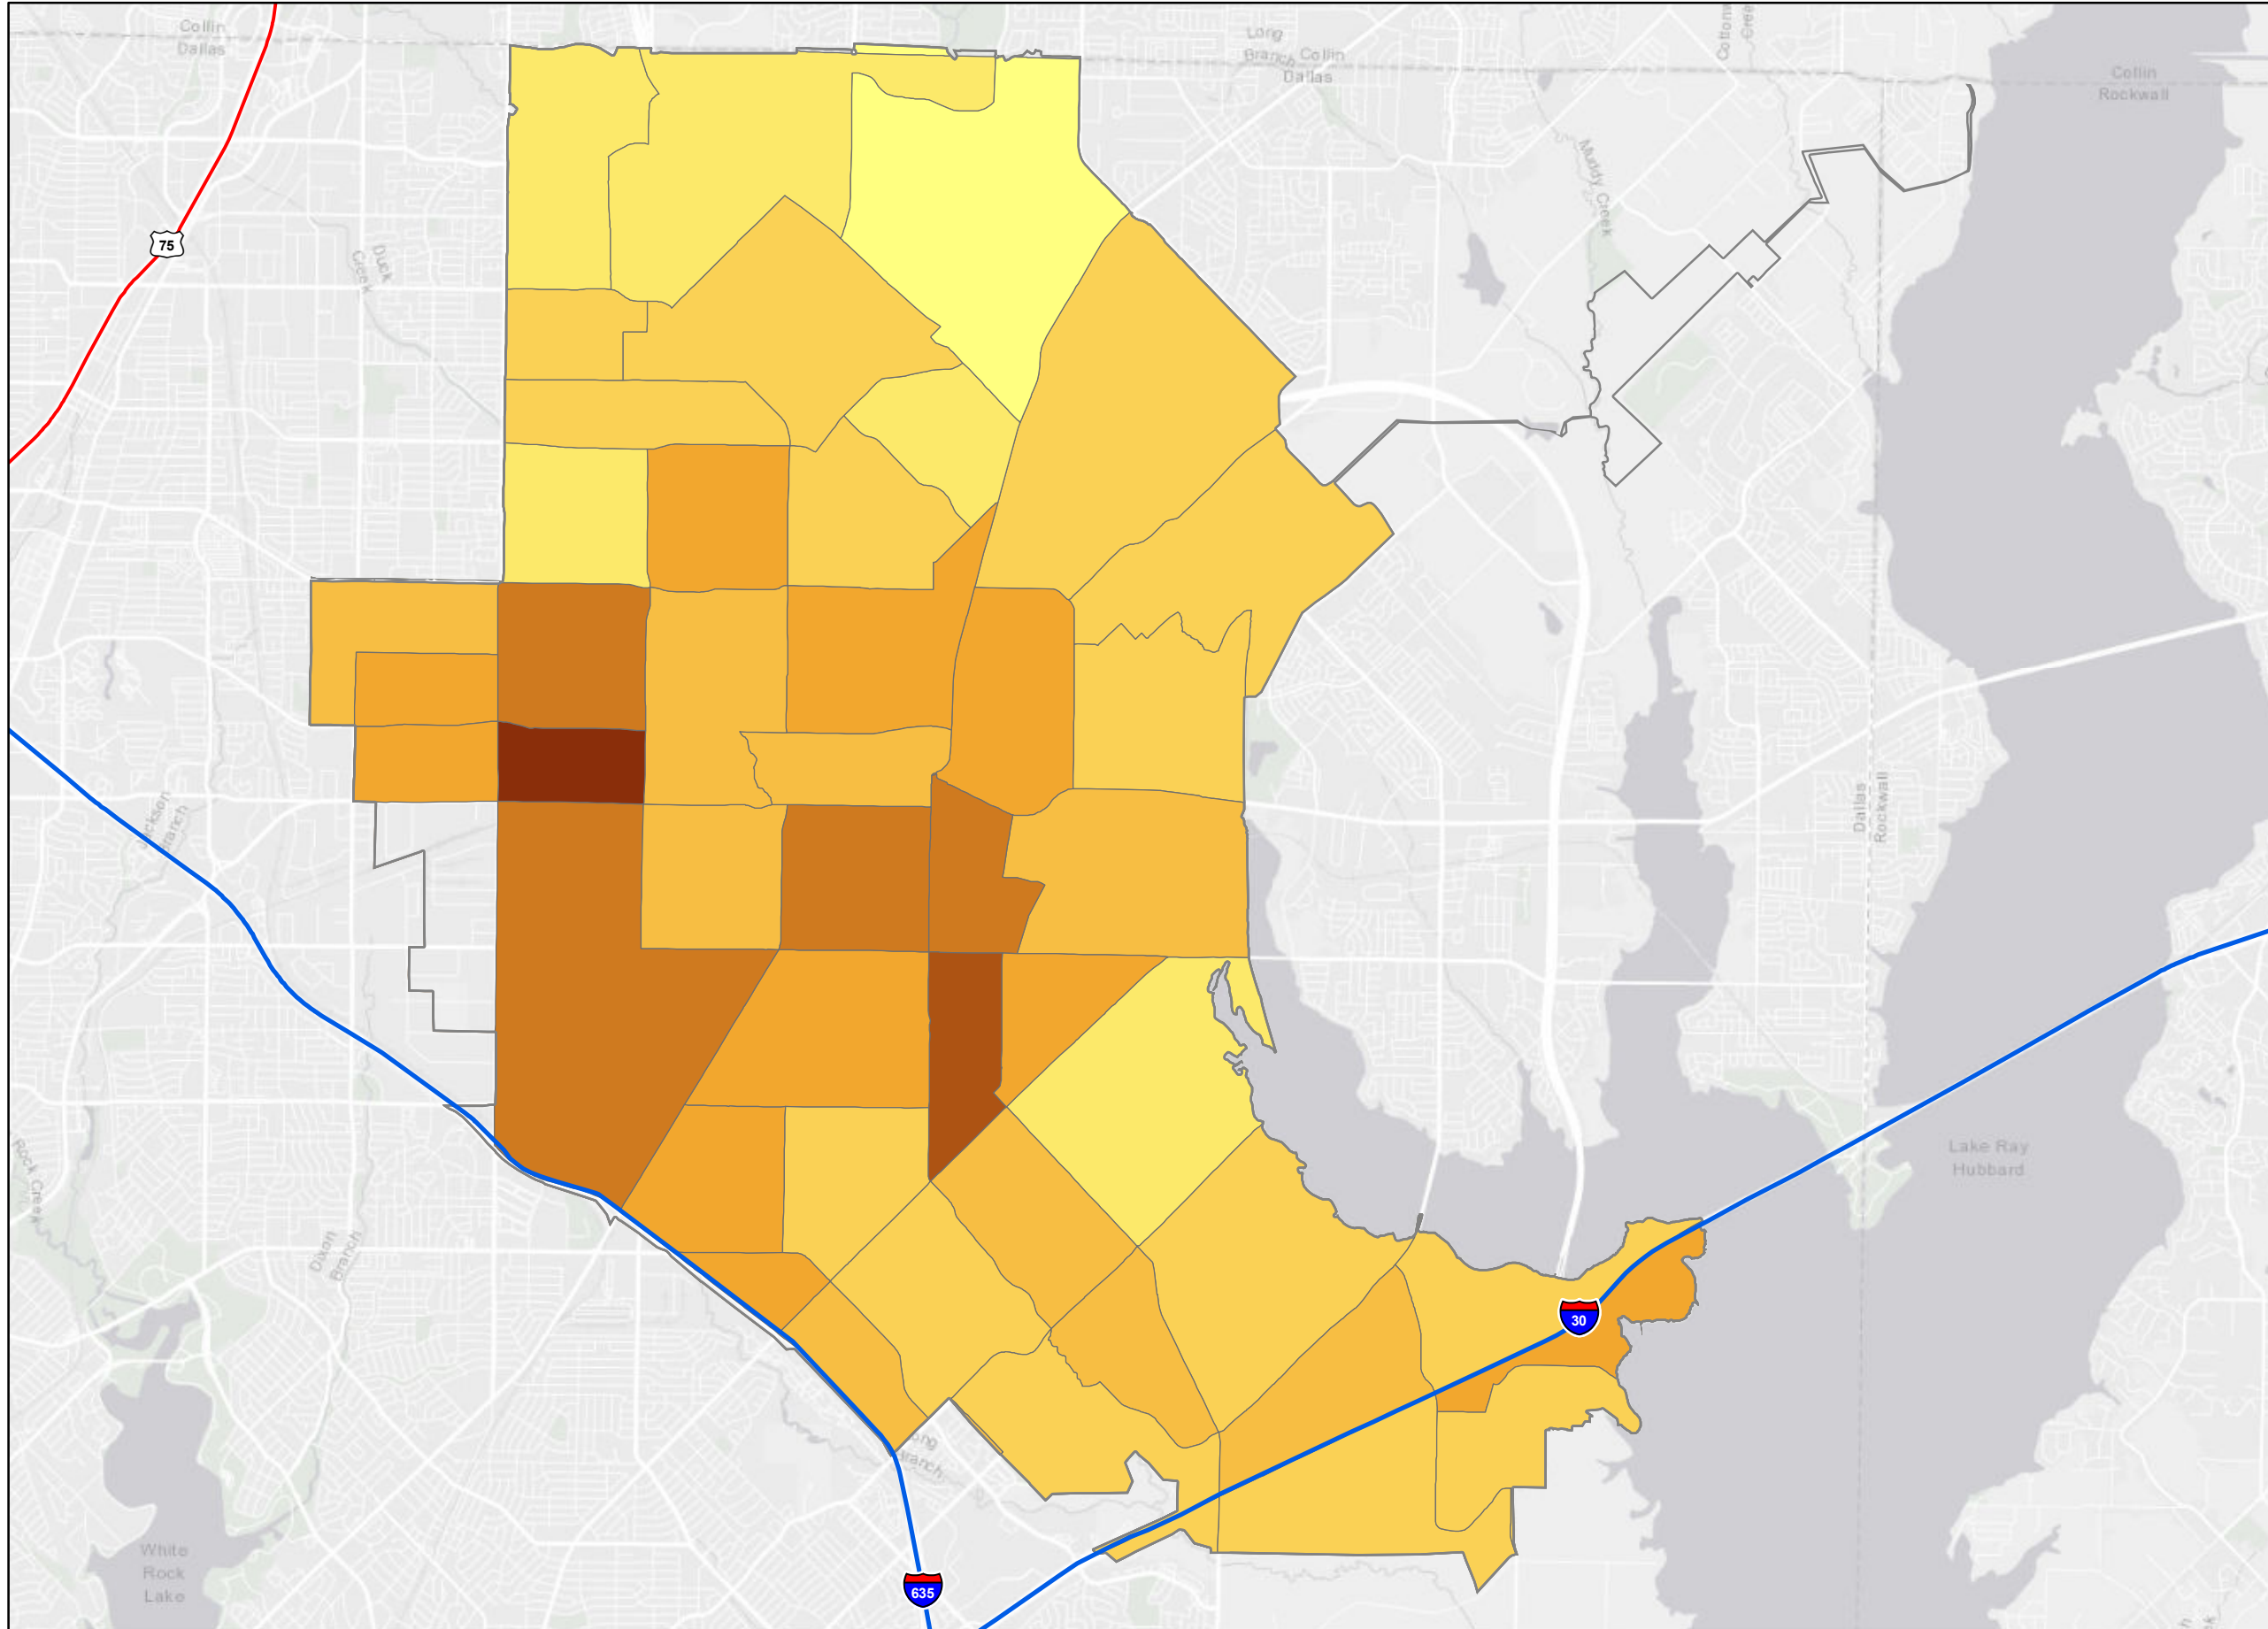 Collin
Dallas
Long
Branch
Collin
Dallas
Collin
Rockwall
Muddy Creek
75
Duck
Creek
Jackson
Branch
Dallas
Rockwall
Rock Creek
Dixon
Branch
Lake Ray
Hubbard
30
Branch
White
Rock
Lake
635